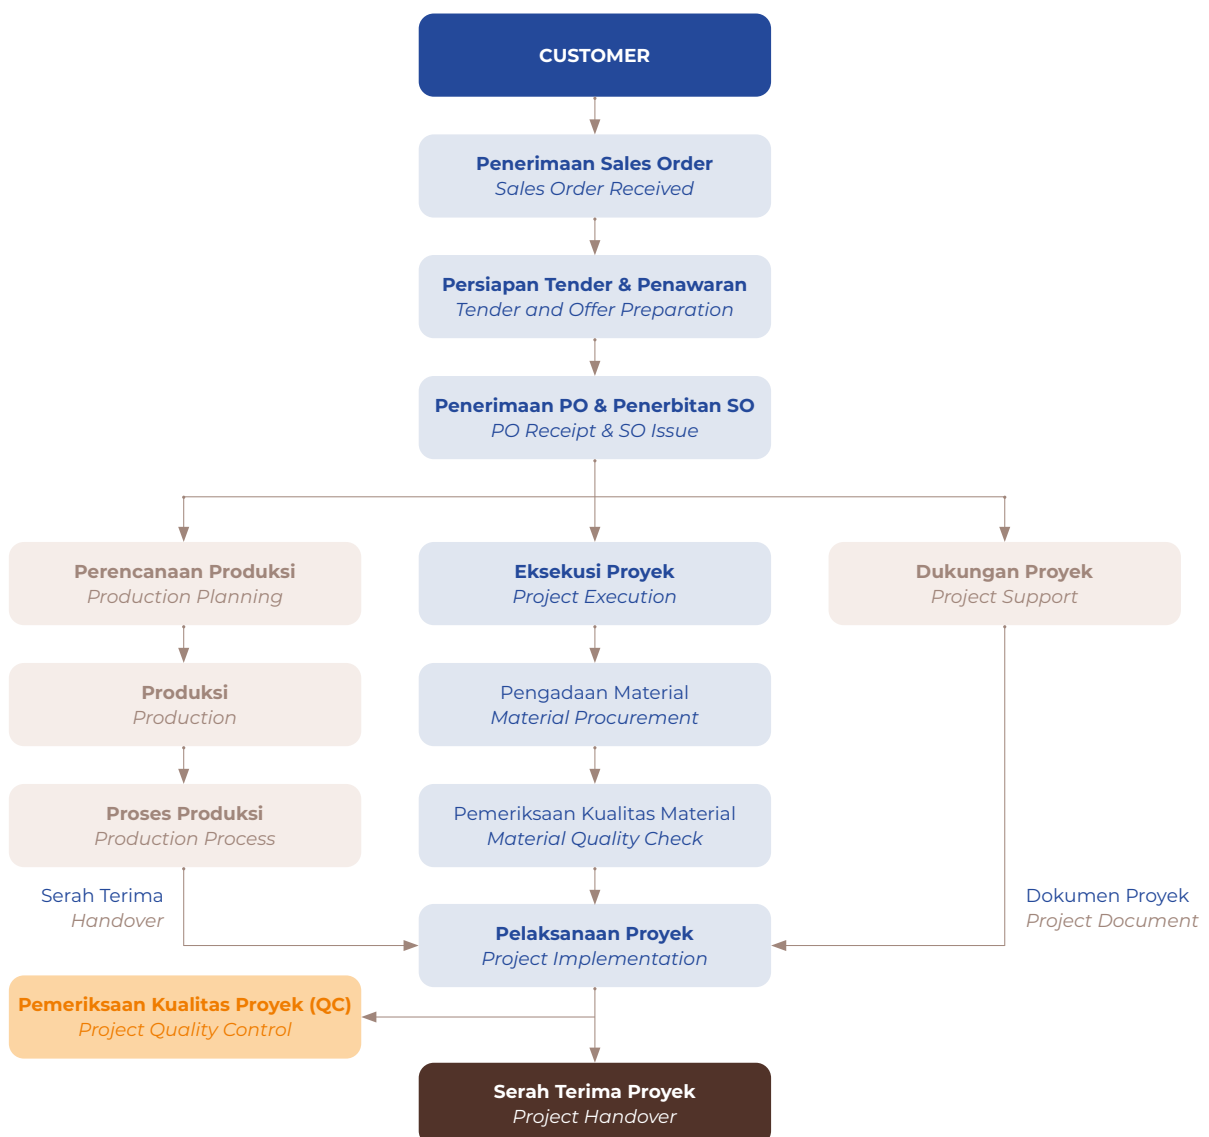 CUSTOMER
Penerimaan Sales Order
Sales Order Received
Persiapan Tender & Penawaran
Tender and Offer Preparation
Penerimaan PO & Penerbitan SO
PO Receipt & SO Issue
Perencanaan Produksi
Production Planning
Eksekusi Proyek
Project Execution
Dukungan Proyek
Project Support
Produksi
Production
Pengadaan Material
Material Procurement
Proses Produksi
Production Process
Pemeriksaan Kualitas Material
Material Quality Check
Serah Terima
Handover
Dokumen Proyek
Project Document
Pelaksanaan Proyek
Project Implementation
Pemeriksaan Kualitas Proyek (QC)
Project Quality Control
Serah Terima Proyek
Project Handover